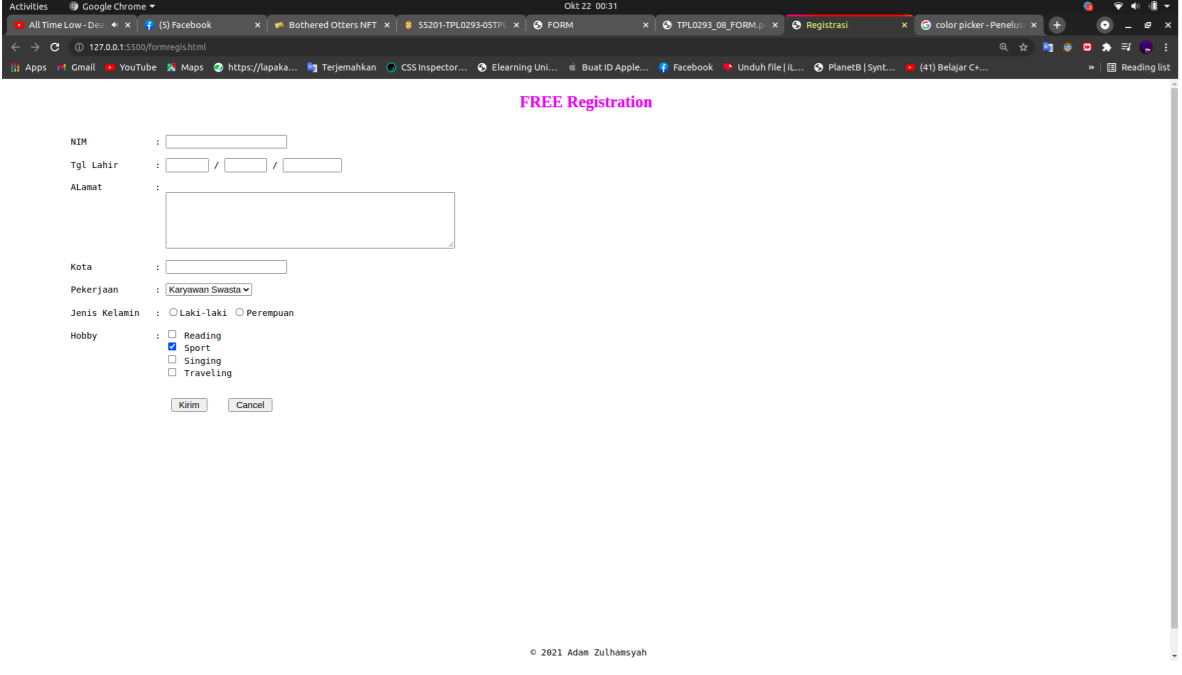 Activities Google Chrome ▾ Okt 22 00:31
All Time Low - Dea × (5) Facebook × Bothered Otters NFT × 55201-TPL0293-05TP × FORM × TPL0293_08_FORM.p × Registrasi × color picker - Penelus × +
127.0.0.1:5500/formregis.html
Apps Gmail YouTube Maps https://lapaka... Terjemahkan CSS Inspector... Elearning Uni... Buat ID Apple... Facebook Unduh file | iL... PlanetB | Synt... (41) Belajar C+... » Reading list
FREE Registration
NIM :
Tgl Lahir : / /
ALamat :
Kota :
Pekerjaan : Karyawan Swasta
Jenis Kelamin : Laki-laki Perempuan
Hobby : Reading
Sport
Singing
Traveling
Kirim Cancel
© 2021 Adam Zulhamsyah